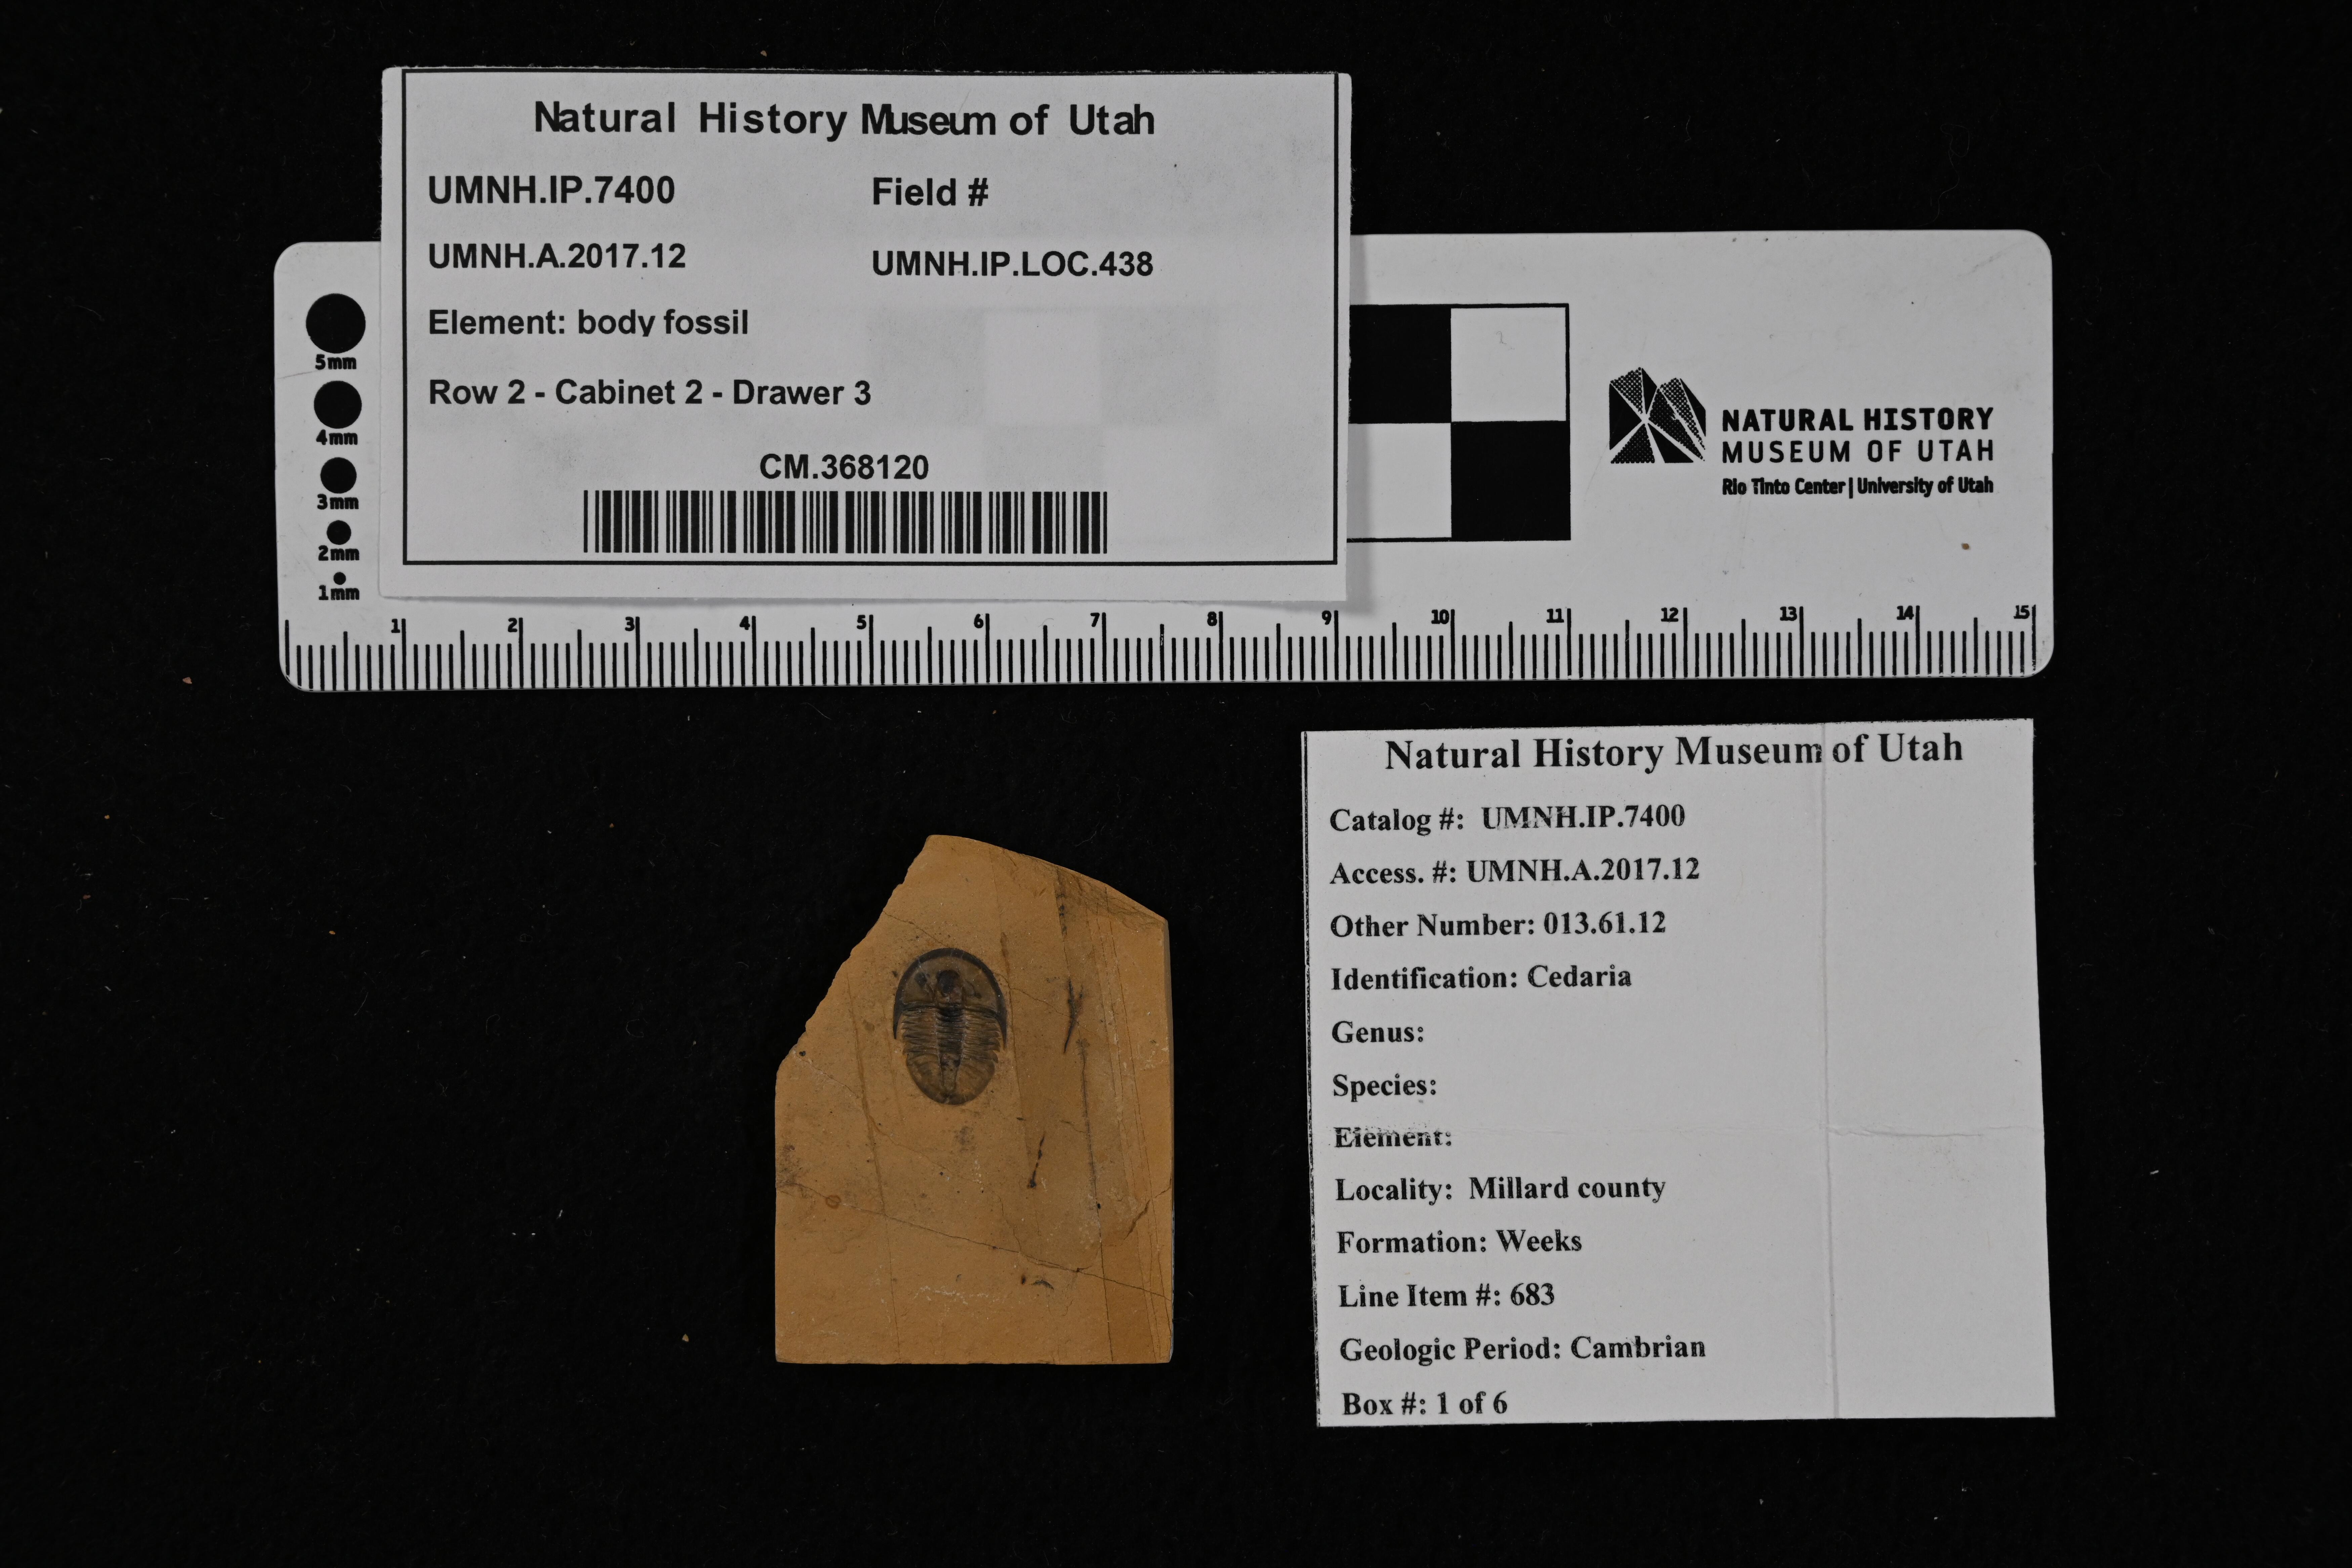 Natural History Museum of Utah
UMNH.IP.7400 Field #
UMNH.A.2017.12 UMNH.IP.LOC.438
Element: body fossil
Row 2 - Cabinet 2 - Drawer 3
CM.368120
5mm
4mm
3mm
2mm
1mm
NATURAL HISTORY
MUSEUM OF UTAH
Rio Tinto Center | University of Utah
1 2 3 4 5 6 7 8 9 10 11 12 13 14 15
Natural History Museum of Utah
Catalog #: UMNH.IP.7400
Access. #: UMNH.A.2017.12
Other Number: 013.61.12
Identification: Cedaria
Genus:
Species:
Element:
Locality: Millard county
Formation: Weeks
Line Item #: 683
Geologic Period: Cambrian
Box #: 1 of 6